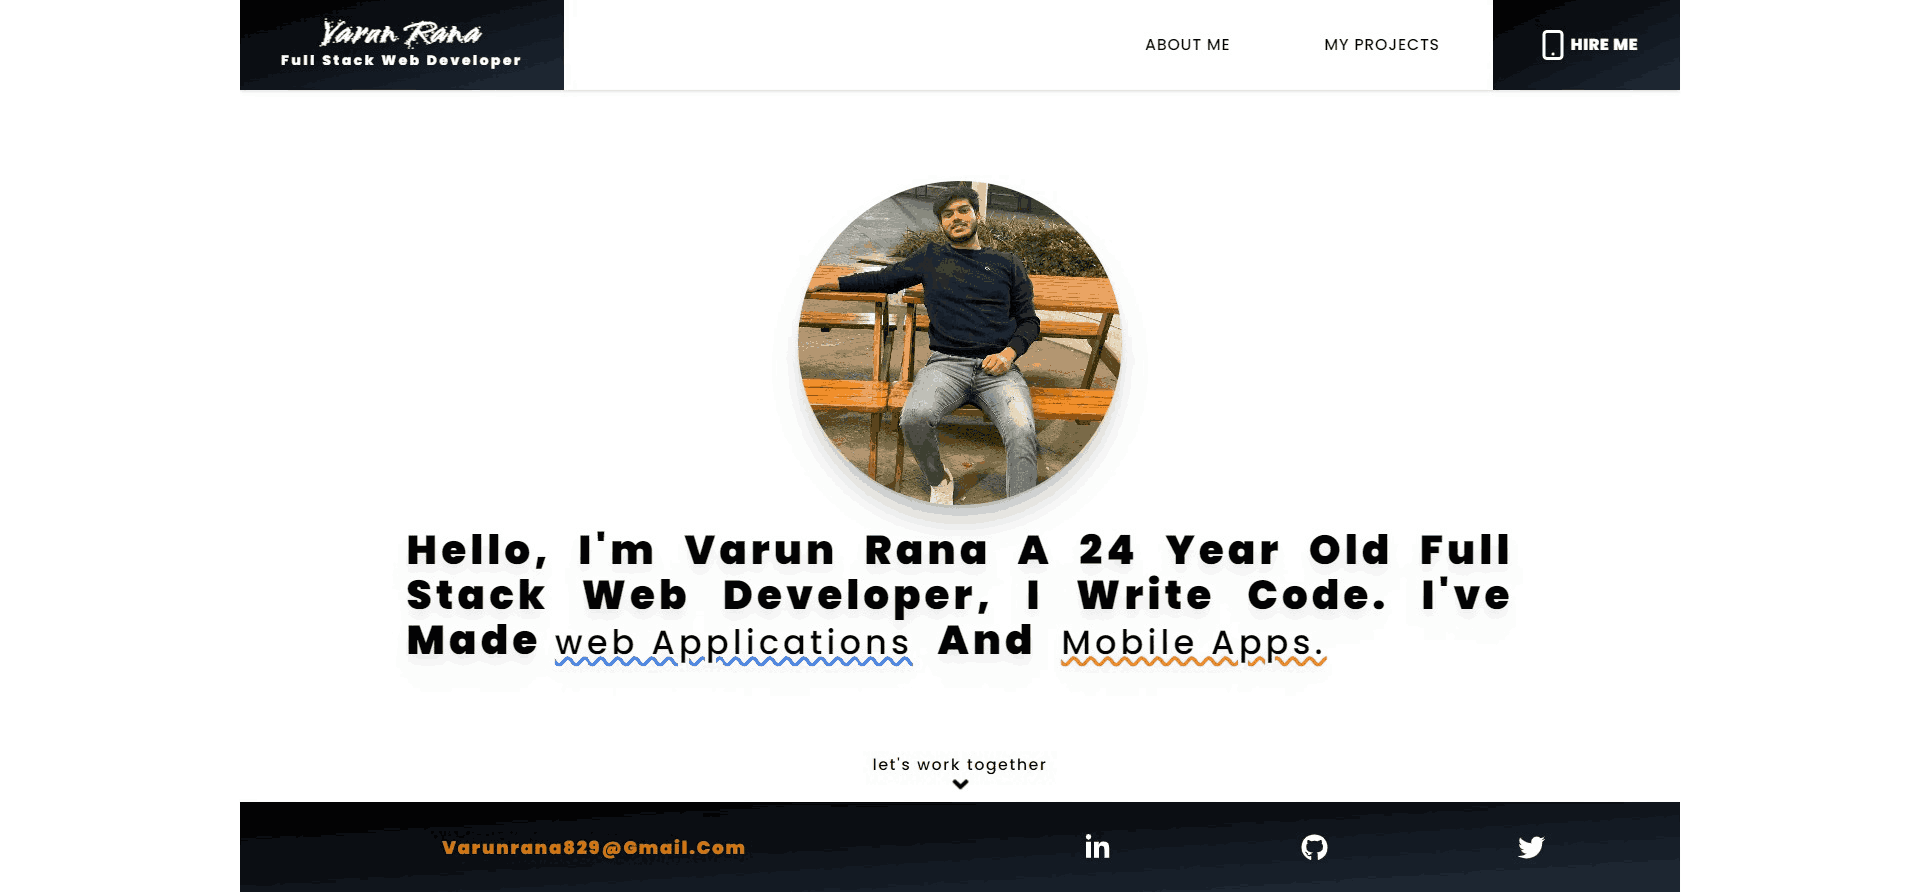 Varun Rana
Full Stack Web Developer
ABOUT ME
MY PROJECTS
HIRE ME
Hello, I'm Varun Rana A 24 Year Old Full
Stack Web Developer, I Write Code. I've
Made web Applications And Mobile Apps.
let's work together
Varunrana829@Gmail.Com
in